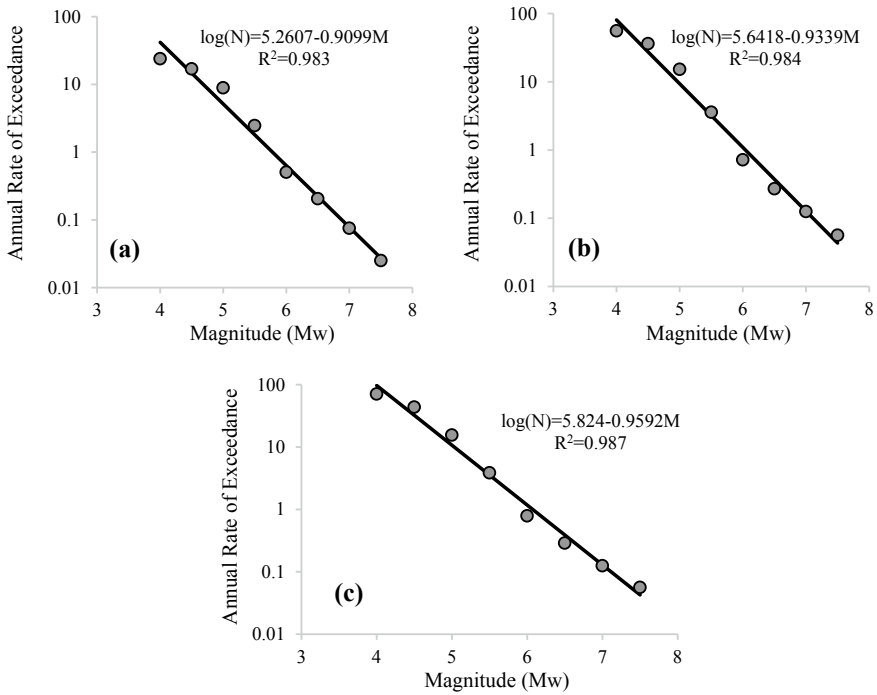 100
10
1
0.1
0.01
3
4
5
6
7
8
Annual Rate of Exceedance
Magnitude (Mw)
log(N)=5.2607-0.9099M
R²=0.983
(a)
100
10
1
0.1
0.01
3
4
5
6
7
8
Annual Rate of Exceedance
Magnitude (Mw)
log(N)=5.6418-0.9339M
R²=0.984
(b)
100
10
1
0.1
0.01
3
4
5
6
7
8
Annual Rate of Exceedance
Magnitude (Mw)
log(N)=5.824-0.9592M
R²=0.987
(c)